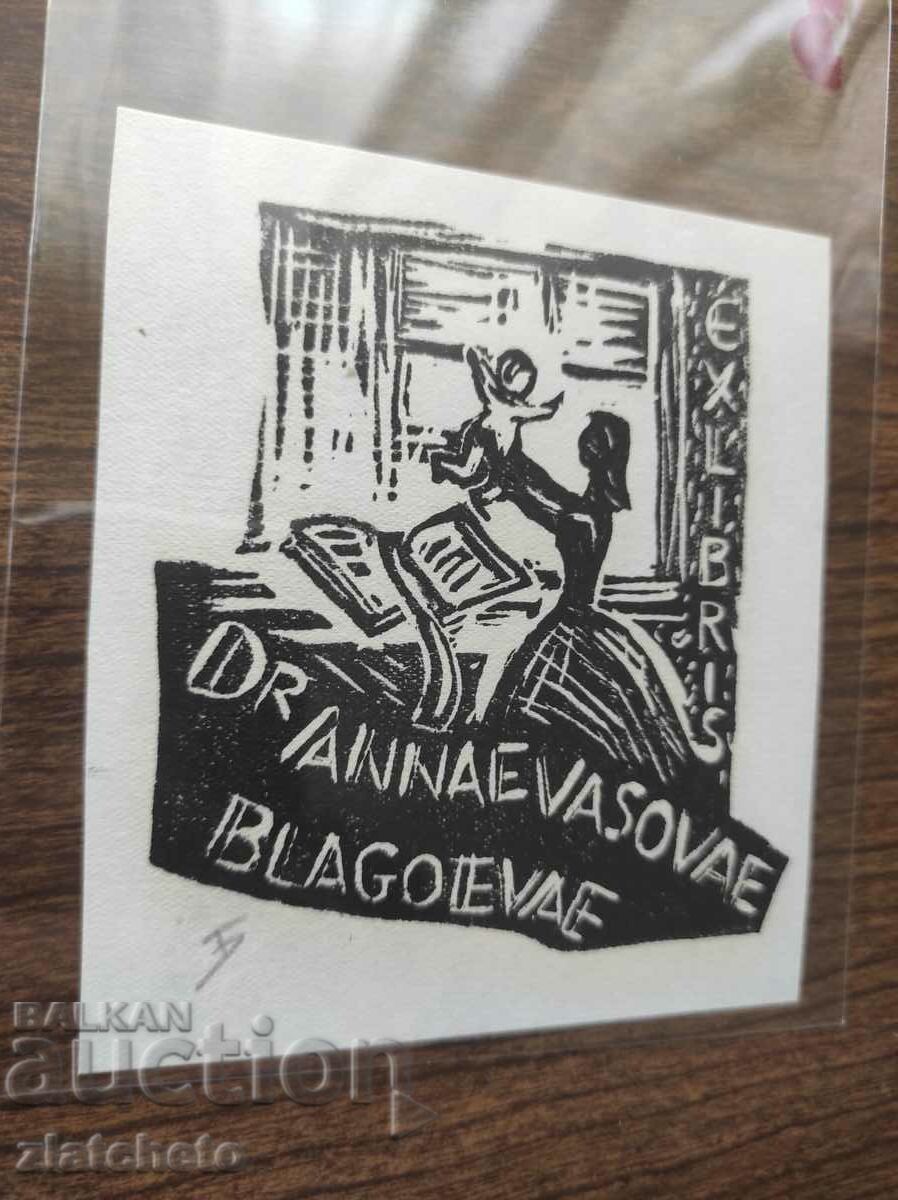 EX LIBRIS
DR ANNAE VASOVAE
BLAGOEVAE
BALKAN
auction
zlatcheto